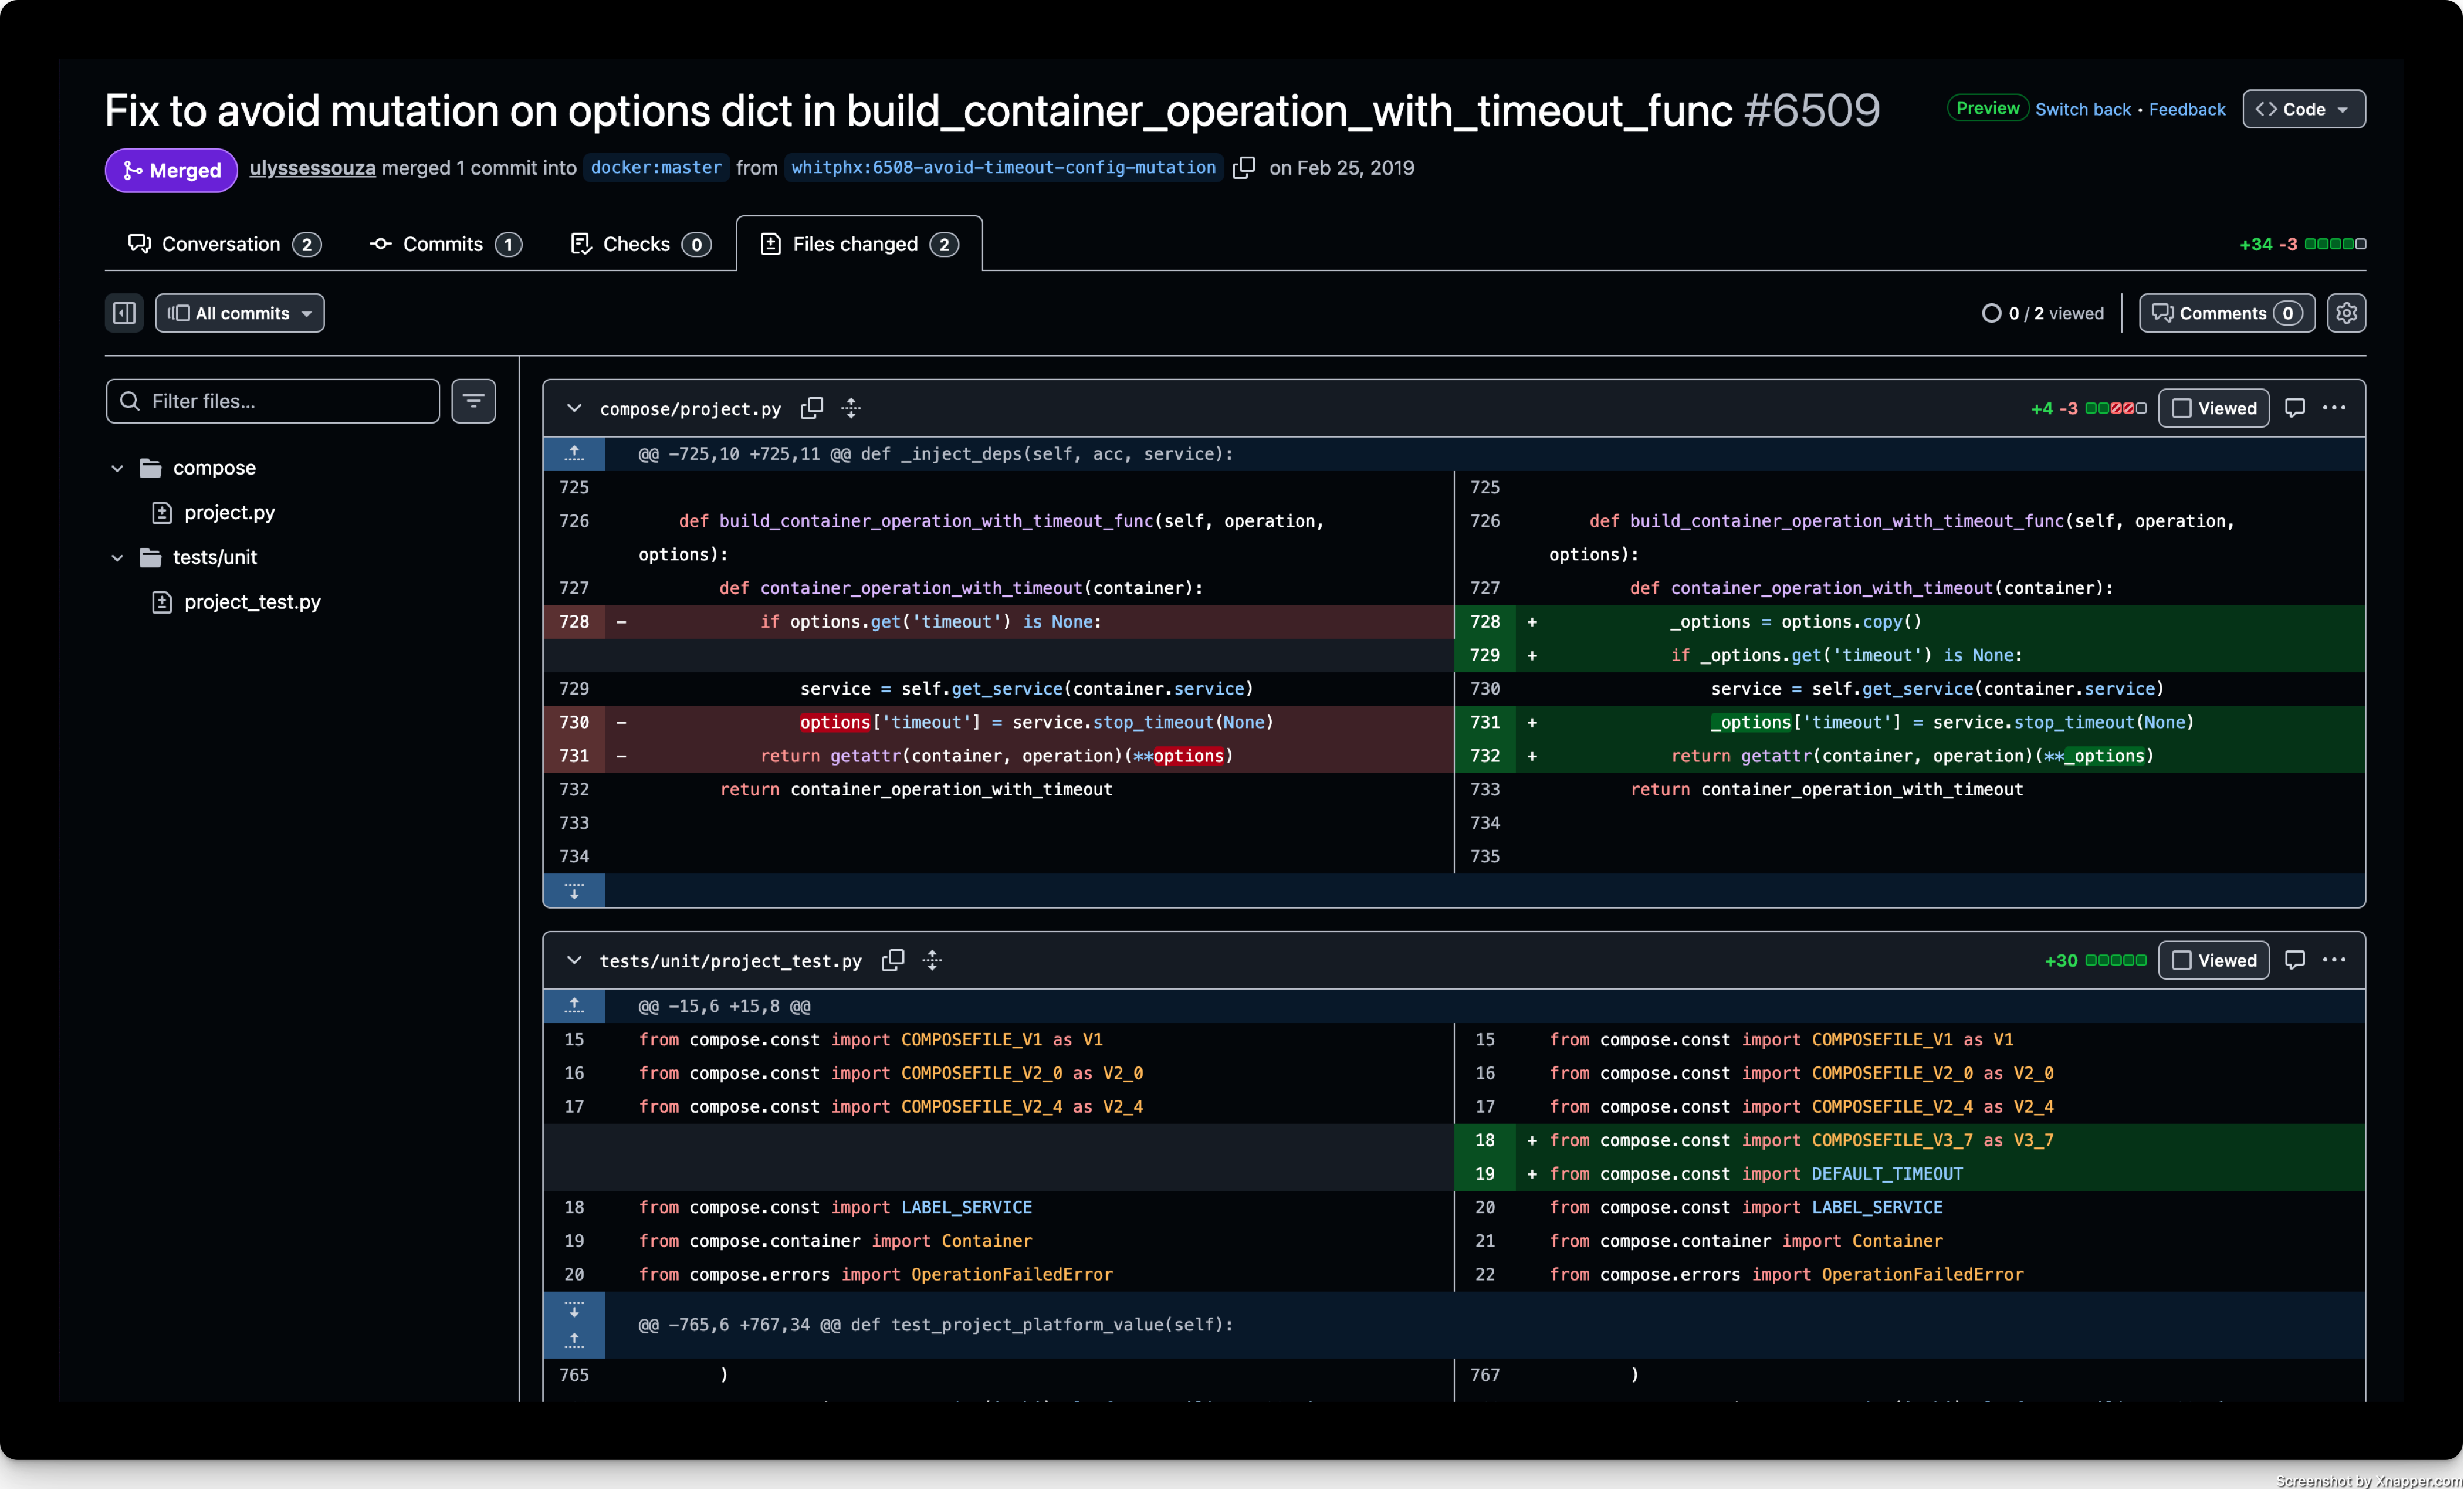 Fix to avoid mutation on options dict in build_container_operation_with_timeout_func #6509
Preview Switch back • Feedback
Code
Merged ulyssessouza merged 1 commit into docker:master from whitphx:6508-avoid-timeout-config-mutation on Feb 25, 2019
Conversation 2
Commits 1
Checks 0
Files changed 2
+34 -3
All commits
0 / 2 viewed
Comments 0
Filter files...
compose
project.py
tests/unit
project_test.py
compose/project.py
+4 -3
Viewed
@@ -725,10 +725,11 @@ def _inject_deps(self, acc, service):
725
726 def build_container_operation_with_timeout_func(self, operation,
options):
727 def container_operation_with_timeout(container):
728 - if options.get('timeout') is None:
729 service = self.get_service(container.service)
730 - options['timeout'] = service.stop_timeout(None)
731 - return getattr(container, operation)(**options)
732 return container_operation_with_timeout
733
734
725
726 def build_container_operation_with_timeout_func(self, operation,
options):
727 def container_operation_with_timeout(container):
728 + _options = options.copy()
729 + if _options.get('timeout') is None:
730 service = self.get_service(container.service)
731 + _options['timeout'] = service.stop_timeout(None)
732 + return getattr(container, operation)(**_options)
733 return container_operation_with_timeout
734
735
tests/unit/project_test.py
+30
Viewed
@@ -15,6 +15,8 @@
15 from compose.const import COMPOSEFILE_V1 as V1
16 from compose.const import COMPOSEFILE_V2_0 as V2_0
17 from compose.const import COMPOSEFILE_V2_4 as V2_4
18 from compose.const import LABEL_SERVICE
19 from compose.container import Container
20 from compose.errors import OperationFailedError
15 from compose.const import COMPOSEFILE_V1 as V1
16 from compose.const import COMPOSEFILE_V2_0 as V2_0
17 from compose.const import COMPOSEFILE_V2_4 as V2_4
18 + from compose.const import COMPOSEFILE_V3_7 as V3_7
19 + from compose.const import DEFAULT_TIMEOUT
20 from compose.const import LABEL_SERVICE
21 from compose.container import Container
22 from compose.errors import OperationFailedError
@@ -765,6 +767,34 @@ def test_project_platform_value(self):
765 )
767 )
Screenshot by Xnapper.com